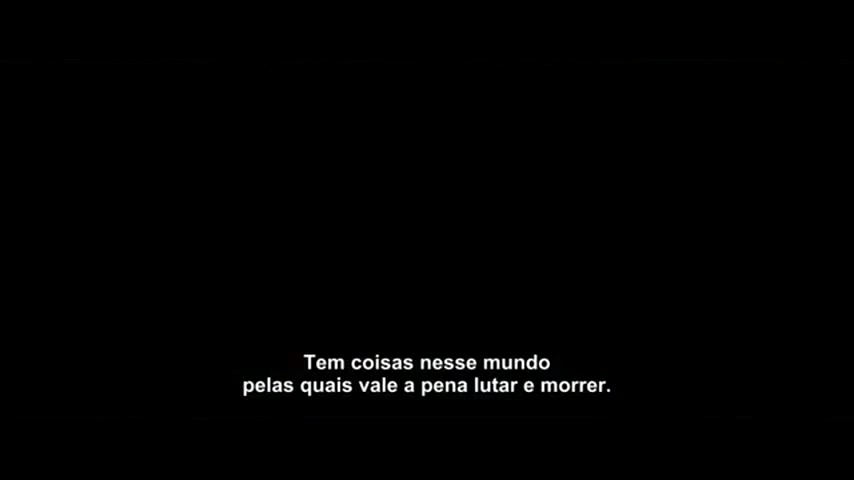 Tem coisas nesse mundo
pelas quais vale a pena lutar e morrer.